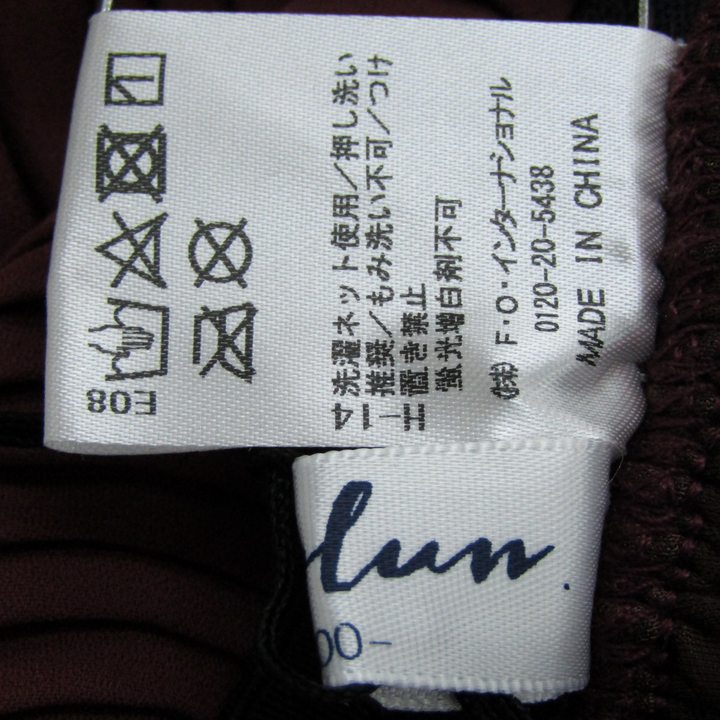 洗濯ネット使用/押し洗い
推奨/もみ洗い不可/つけ
置き禁止
蛍光増白剤不可
(株) F・O・インターナショナル
0120-20-5438
MADE IN CHINA
lun.
00-